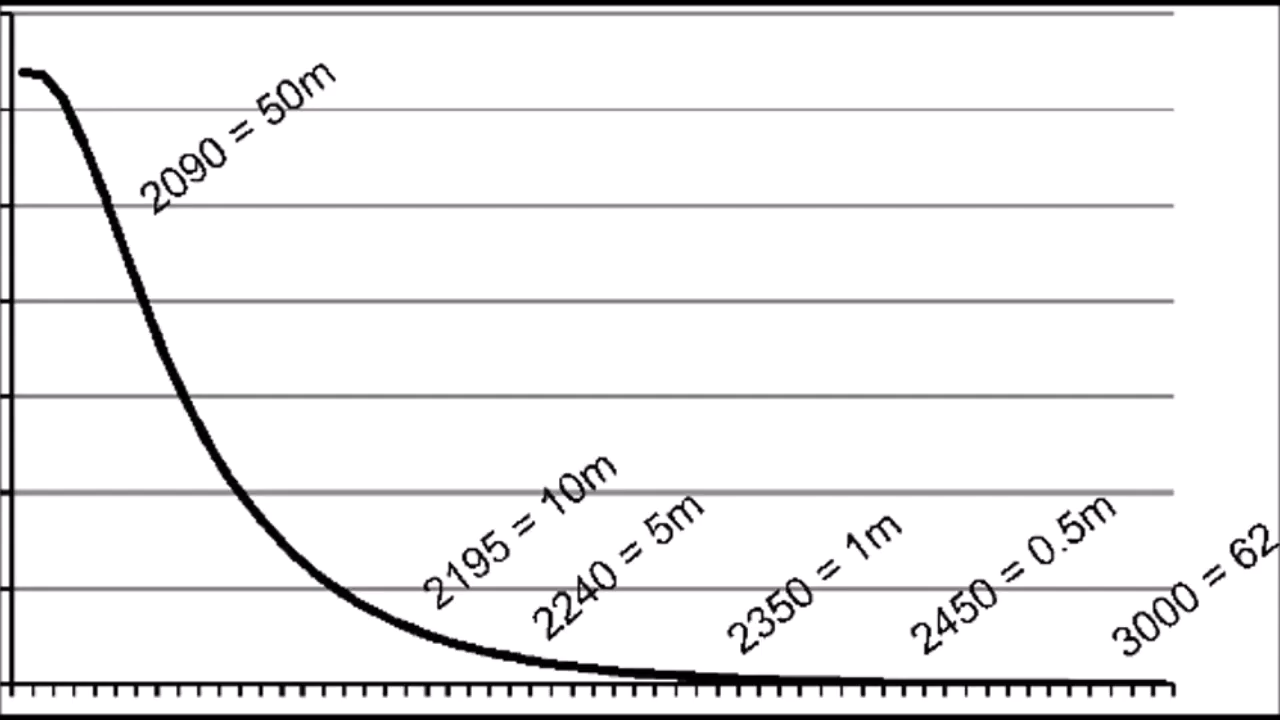 2090 = 50m
2195 = 10m
2240 = 5m
2350 = 1m
2450 = 0.5m
3000 = 62